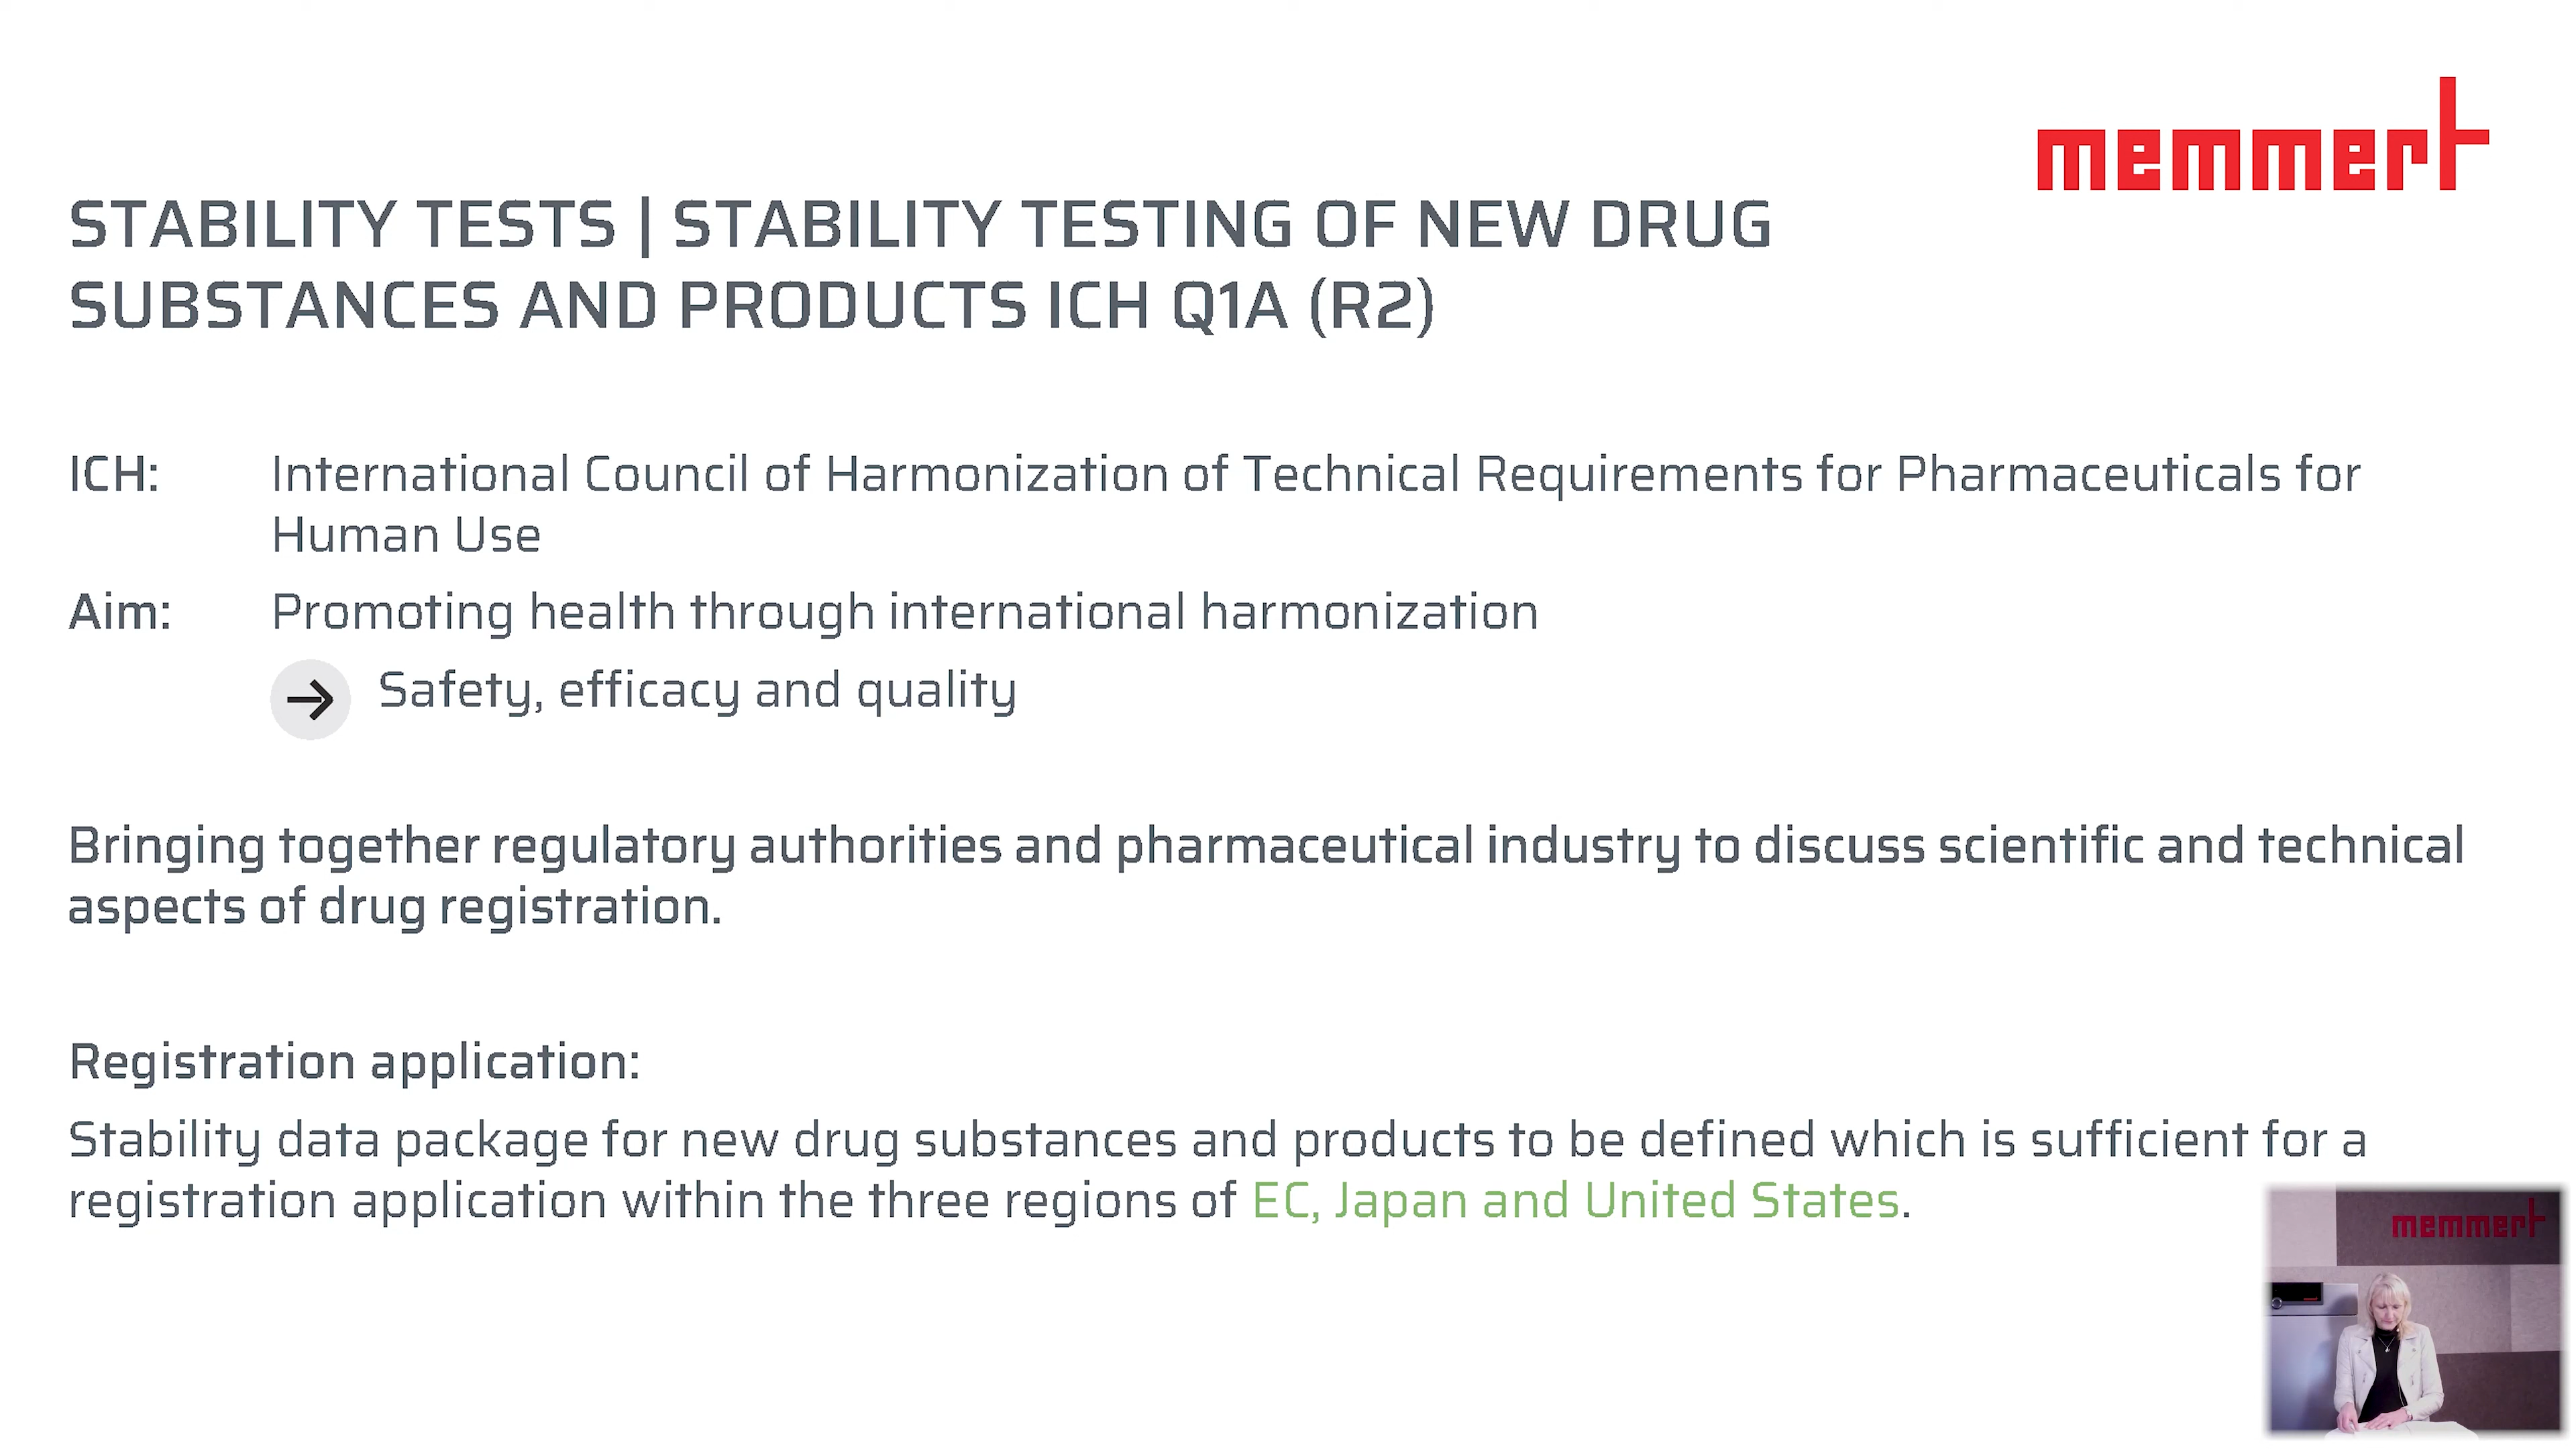 memmert
STABILITY TESTS | STABILITY TESTING OF NEW DRUG
SUBSTANCES AND PRODUCTS ICH Q1A (R2)
ICH: International Council of Harmonization of Technical Requirements for Pharmaceuticals for
Human Use
Aim: Promoting health through international harmonization
→ Safety, efficacy and quality
Bringing together regulatory authorities and pharmaceutical industry to discuss scientific and technical
aspects of drug registration.
Registration application:
Stability data package for new drug substances and products to be defined which is sufficient for a
registration application within the three regions of EC, Japan and United States.
memmert